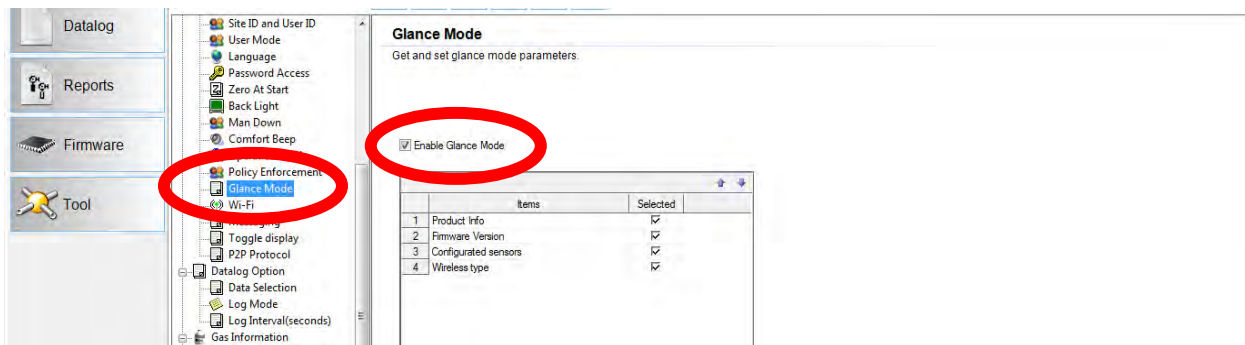 Datalog
Reports
Firmware
Tool
Site ID and User ID
User Mode
Language
Password Access
Zero At Start
Back Light
Man Down
Comfort Beep
Policy Enforcement
Glance Mode
Wi-Fi
Toggle display
P2P Protocol
Datalog Option
Data Selection
Log Mode
Log Interval(seconds)
Gas Information
Glance Mode
Get and set glance mode parameters.
Enable Glance Mode
Items Selected
1 Product Info
2 Firmware Version
3 Configurated sensors
4 Wireless type